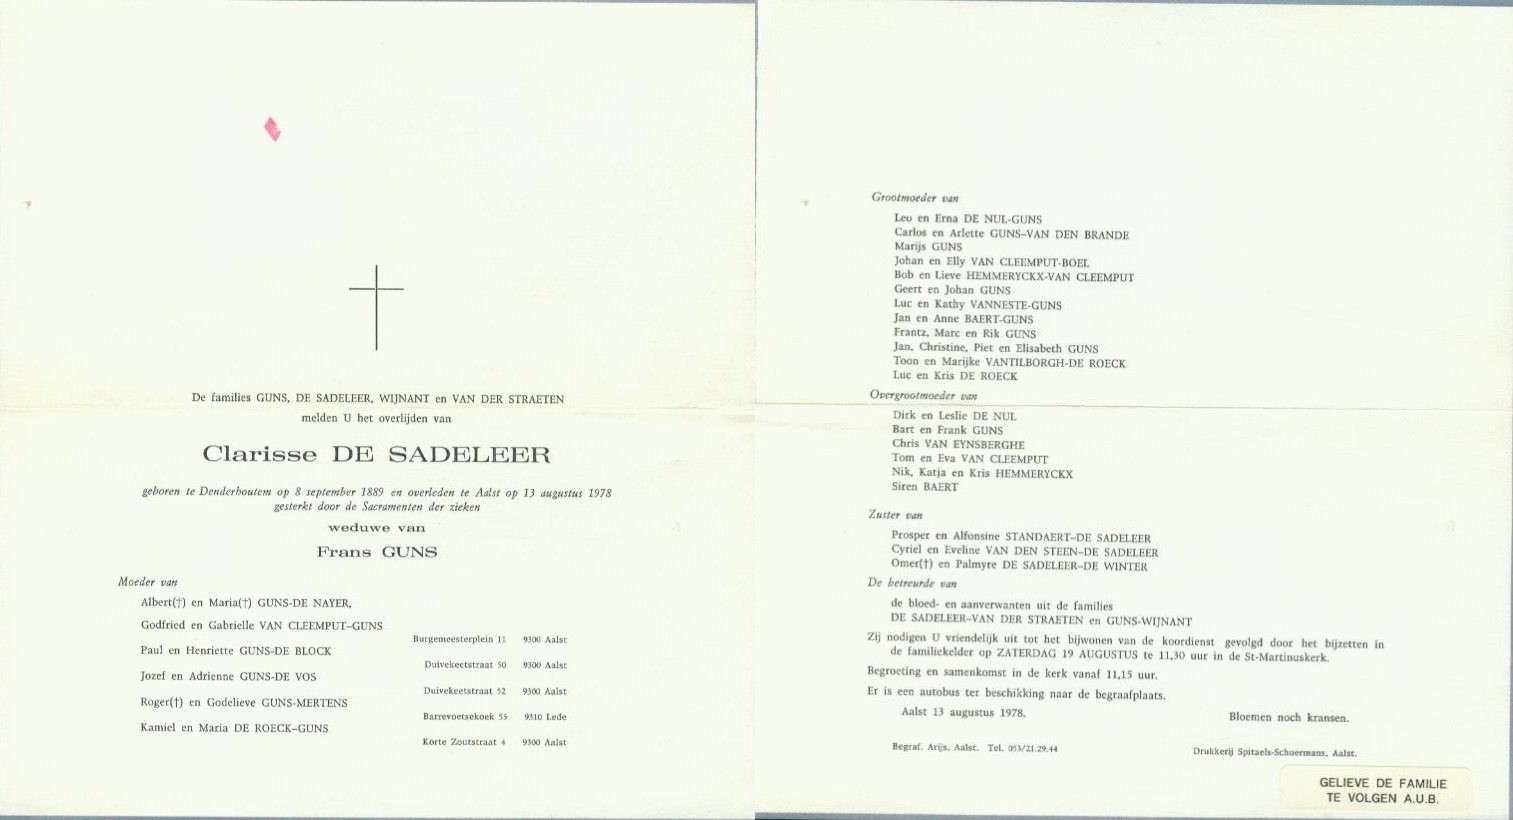 De families GUNS, DE SADELEER, WIJNANT en VAN DER STRAETEN
melden U het overlijden van
Clarisse DE SADELEER
geboren te Denderhoutem op 8 september 1889 en overleden te Aalst op 13 augustus 1978
gesterkt door de Sacramenten der zieken
weduwe van
Frans GUNS
Moeder van
Albert(†) en Maria(†) GUNS-DE NAYER,
Godfried en Gabrielle VAN CLEEMPUT-GUNS
Burgemeesterplein 11 9300 Aalst
Paul en Henriette GUNS-DE BLOCK
Duivekeetstraat 50 9300 Aalst
Jozef en Adrienne GUNS-DE VOS
Duivekeetstraat 52 9300 Aalst
Roger(†) en Godelieve GUNS-MERTENS
Barrevoetsekoek 53 9310 Lede
Kamiel en Maria DE ROECK-GUNS
Korte Zoutstraat 4 9300 Aalst
Grootmoeder van
Leo en Erna DE NUL-GUNS
Carlos en Arlette GUNS-VAN DEN BRANDE
Marijs GUNS
Johan en Elly VAN CLEEMPUT-BOEL
Bob en Lieve HEMMERYCKX-VAN CLEEMPUT
Geert en Johan GUNS
Luc en Kathy VANNESTE-GUNS
Jan en Anne BAERT-GUNS
Frantz, Marc en Rik GUNS
Jan, Christine, Piet en Elisabeth GUNS
Toon en Marijke VANTILBORGH-DE ROECK
Luc en Kris DE ROECK
Overgrootmoeder van
Dirk en Leslie DE NUL
Bart en Frank GUNS
Chris VAN EYNSBERGHE
Tom en Eva VAN CLEEMPUT
Nik, Katja en Kris HEMMERYCKX
Siren BAERT
Zuster van
Prosper en Alfonsine STANDAERT-DE SADELEER
Cyriel en Eveline VAN DEN STEEN-DE SADELEER
Omer(†) en Palmyre DE SADELEER-DE WINTER
De betreurde van
de bloed- en aanverwanten uit de families
DE SADELEER-VAN DER STRAETEN en GUNS-WIJNANT
Zij nodigen U vriendelijk uit tot het bijwonen van de koordienst gevolgd door het bijzetten in
de familiekelder op ZATERDAG 19 AUGUSTUS te 11,30 uur in de St-Martinuskerk.
Begroeting en samenkomst in de kerk vanaf 11,15 uur.
Er is een autobus ter beschikking naar de begraafplaats.
Aalst 13 augustus 1978.
Bloemen noch kransen.
Begraf. Arijs, Aalst. Tel. 053/21.29.44
Drukkerij Spitaels-Schuermans, Aalst.
GELIEVE DE FAMILIE
TE VOLGEN A.U.B.